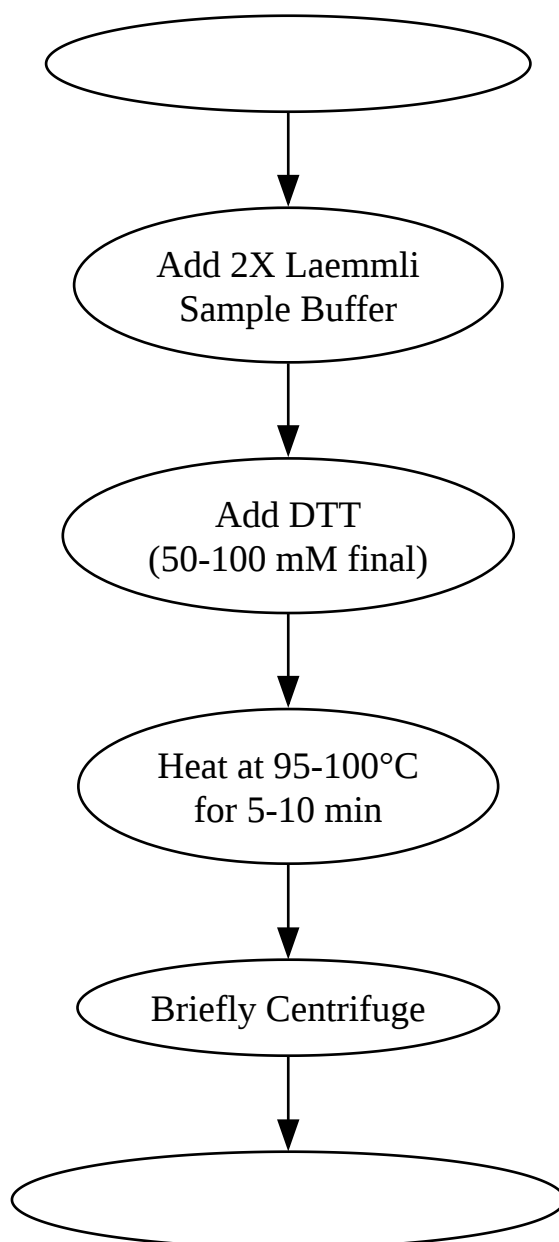 Add 2X Laemmli
Sample Buffer
Add DTT
(50-100 mM final)
Heat at 95-100°C
for 5-10 min
Briefly Centrifuge